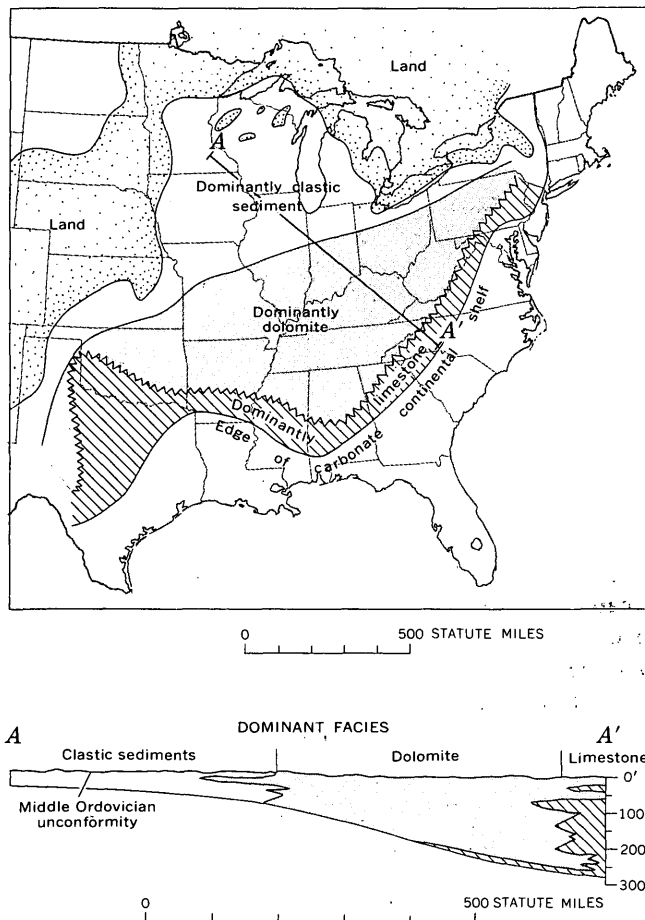 Land
A
Dominantly clastic
sediment
Land
Dominantly
dolomite
A'
Dominantly limestone
Edge of carbonate continental shelf
0 500 STATUTE MILES
A DOMINANT FACIES A'
Clastic sediments Dolomite Limestone
0'
Middle Ordovician
unconformity
100
200
300
0 500 STATUTE MILES